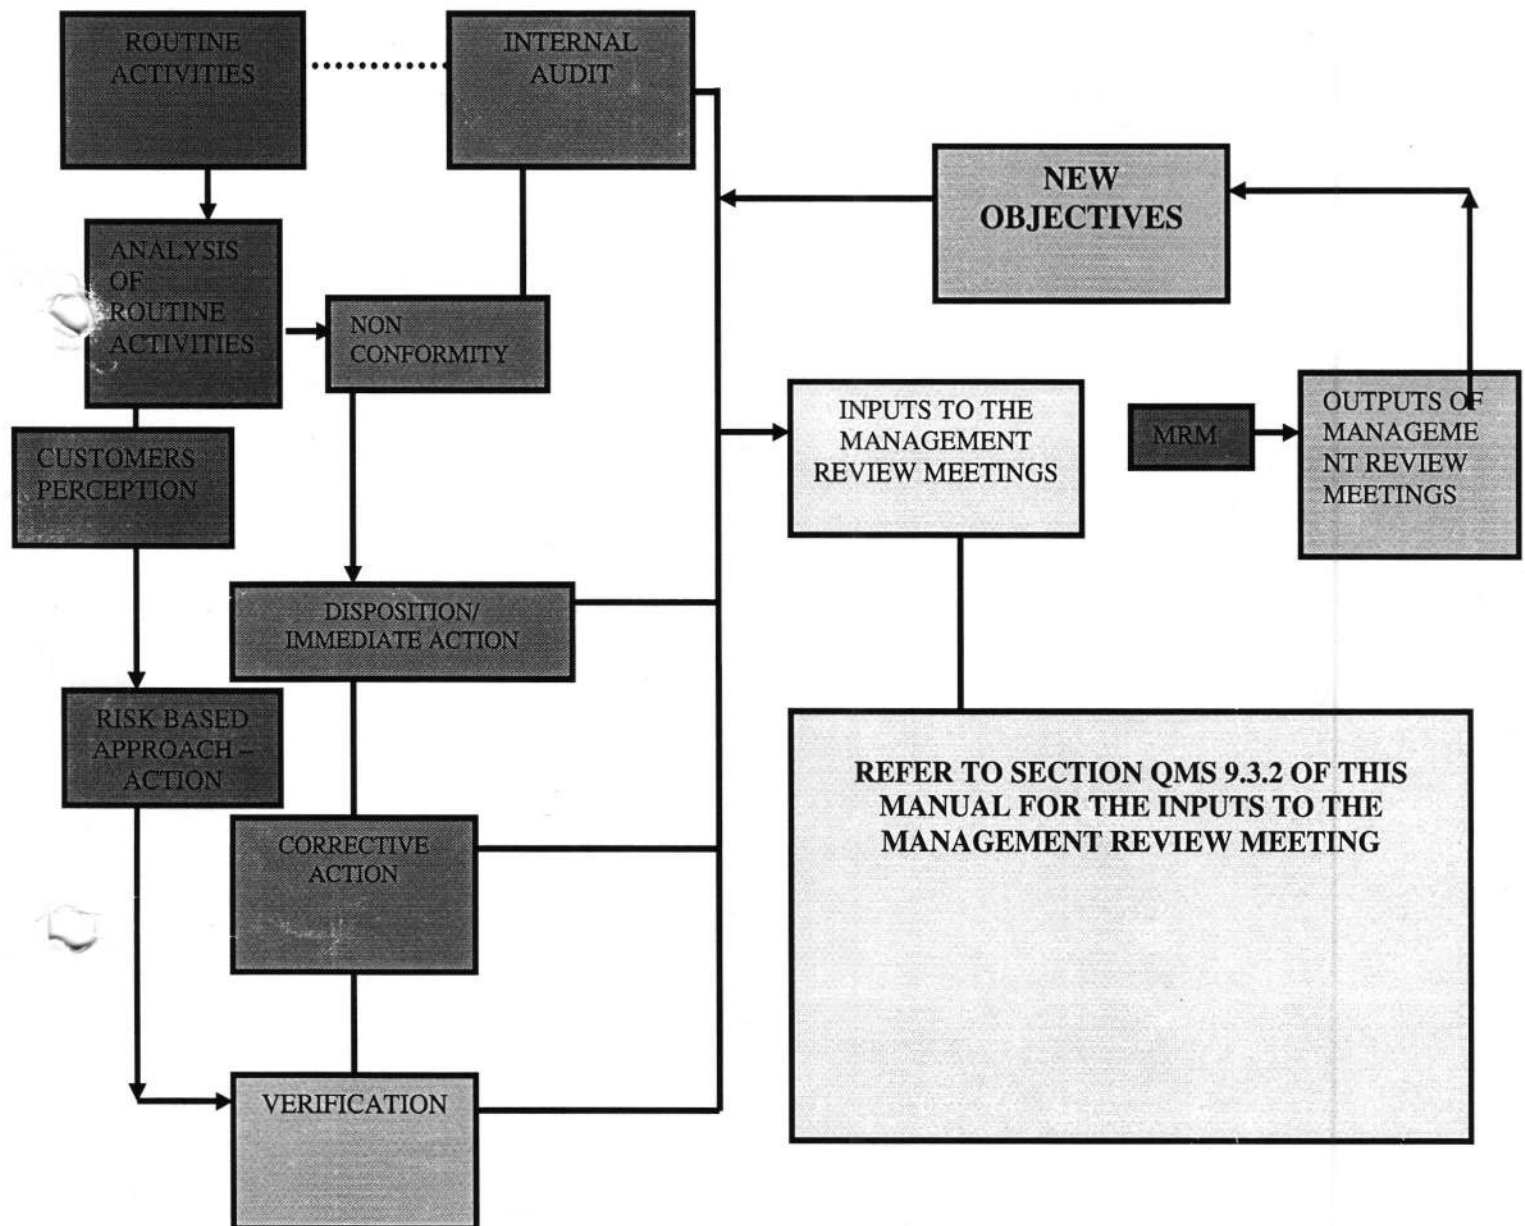 ROUTINE
ACTIVITIES
INTERNAL
AUDIT
NEW
OBJECTIVES
ANALYSIS
OF
ROUTINE
ACTIVITIES
NON
CONFORMITY
INPUTS TO THE
MANAGEMENT
REVIEW MEETINGS
MRM
OUTPUTS OF
MANAGEME
NT REVIEW
MEETINGS
CUSTOMERS
PERCEPTION
DISPOSITION/
IMMEDIATE ACTION
RISK BASED
APPROACH –
ACTION
REFER TO SECTION QMS 9.3.2 OF THIS
MANUAL FOR THE INPUTS TO THE
MANAGEMENT REVIEW MEETING
CORRECTIVE
ACTION
VERIFICATION